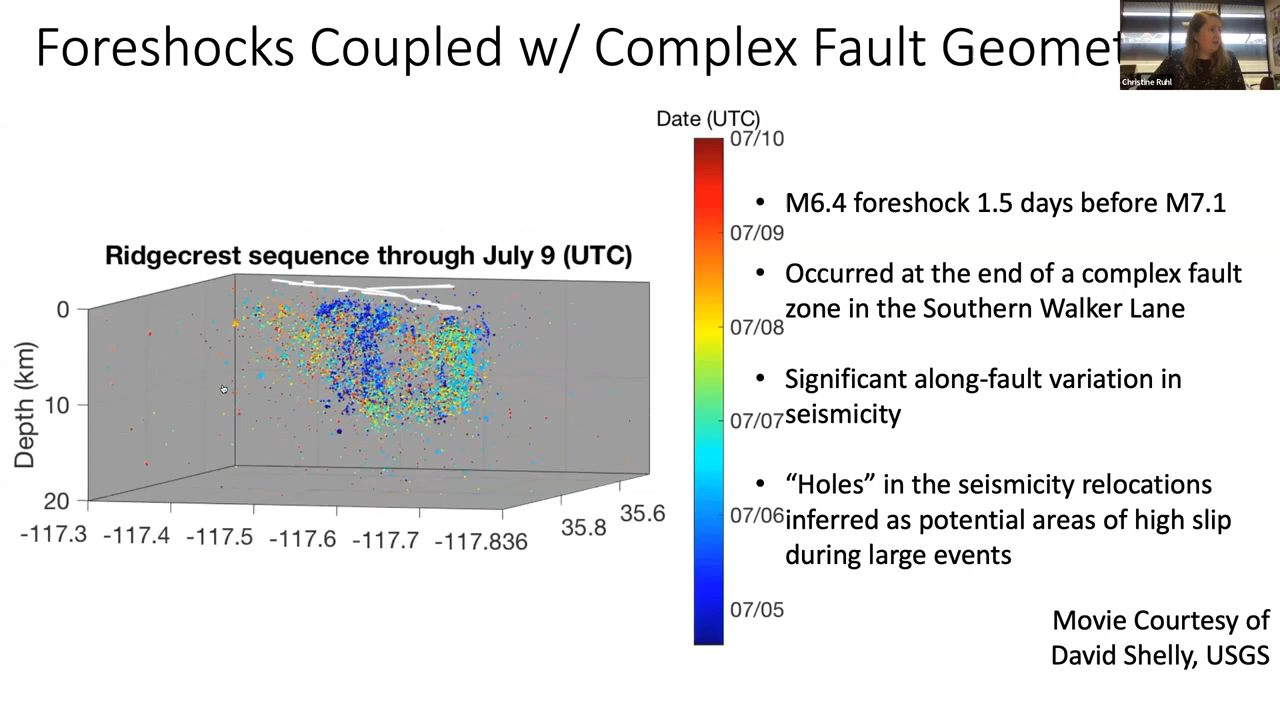 Foreshocks Coupled w/ Complex Fault Geomet
Christine Ruhl
Date (UTC)
07/10
07/09
07/08
07/07
07/06
07/05
Ridgecrest sequence through July 9 (UTC)
Depth (km)
0
10
20
-117.3 -117.4 -117.5 -117.6 -117.7 -117.836
35.8 35.6
• M6.4 foreshock 1.5 days before M7.1
• Occurred at the end of a complex fault
zone in the Southern Walker Lane
• Significant along-fault variation in
seismicity
• “Holes” in the seismicity relocations
inferred as potential areas of high slip
during large events
Movie Courtesy of
David Shelly, USGS